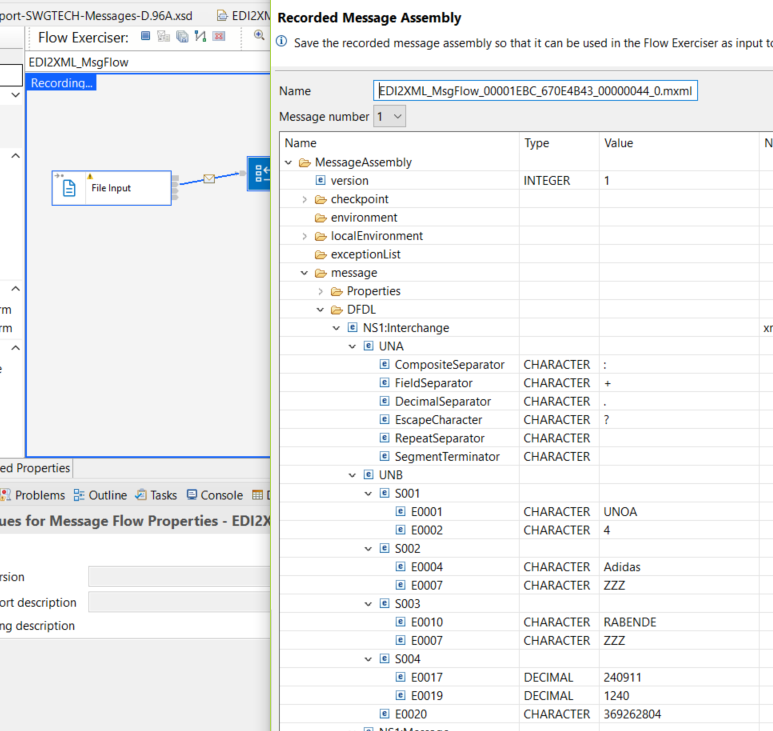 port-SWGTECH-Messages-D.96A.xsd
EDI2XM
Flow Exerciser:
EDI2XML_MsgFlow
Recording...
File Input
rm
rm
ed Properties
Problems
Outline
Tasks
Console
ues for Message Flow Properties - EDI2X
rsion
ort description
ng description
Recorded Message Assembly
Save the recorded message assembly so that it can be used in the Flow Exerciser as input to
Name EDI2XML_MsgFlow_00001EBC_670E4B43_00000044_0.mxml
Message number 1
Name Type Value N
MessageAssembly
version INTEGER 1
checkpoint
environment
localEnvironment
exceptionList
message
Properties
DFDL
NS1:Interchange xr
UNA
CompositeSeparator CHARACTER :
FieldSeparator CHARACTER +
DecimalSeparator CHARACTER .
EscapeCharacter CHARACTER ?
RepeatSeparator CHARACTER
SegmentTerminator CHARACTER
UNB
S001
E0001 CHARACTER UNOA
E0002 CHARACTER 4
S002
E0004 CHARACTER Adidas
E0007 CHARACTER ZZZ
S003
E0010 CHARACTER RABENDE
E0007 CHARACTER ZZZ
S004
E0017 DECIMAL 240911
E0019 DECIMAL 1240
E0020 CHARACTER 369262804
NS1:Message